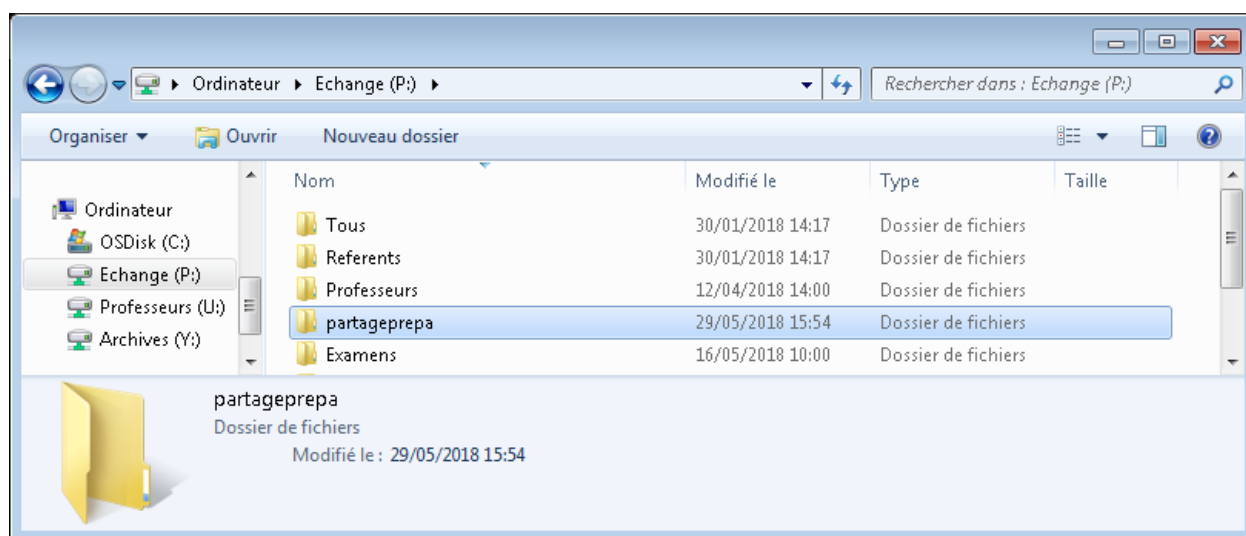 Ordinateur Echange (P:) Rechercher dans : Echange (P:)
Organiser Ouvrir Nouveau dossier
Nom Modifié le Type Taille
Ordinateur
OSDisk (C:)
Echange (P:)
Professeurs (U:)
Archives (Y:)
Tous 30/01/2018 14:17 Dossier de fichiers
Referents 30/01/2018 14:17 Dossier de fichiers
Professeurs 12/04/2018 14:00 Dossier de fichiers
partageprepa 29/05/2018 15:54 Dossier de fichiers
Examens 16/05/2018 10:00 Dossier de fichiers
partageprepa
Dossier de fichiers
Modifié le : 29/05/2018 15:54